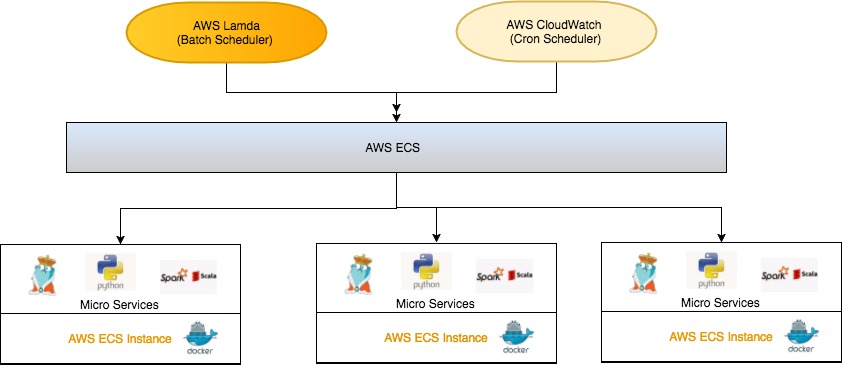 AWS Lamda
(Batch Scheduler)
AWS CloudWatch
(Cron Scheduler)
AWS ECS
python
Spark
Scala
Micro Services
AWS ECS Instance
docker
python
Spark
Scala
Micro Services
AWS ECS Instance
docker
python
Spark
Scala
Micro Services
AWS ECS Instance
docker